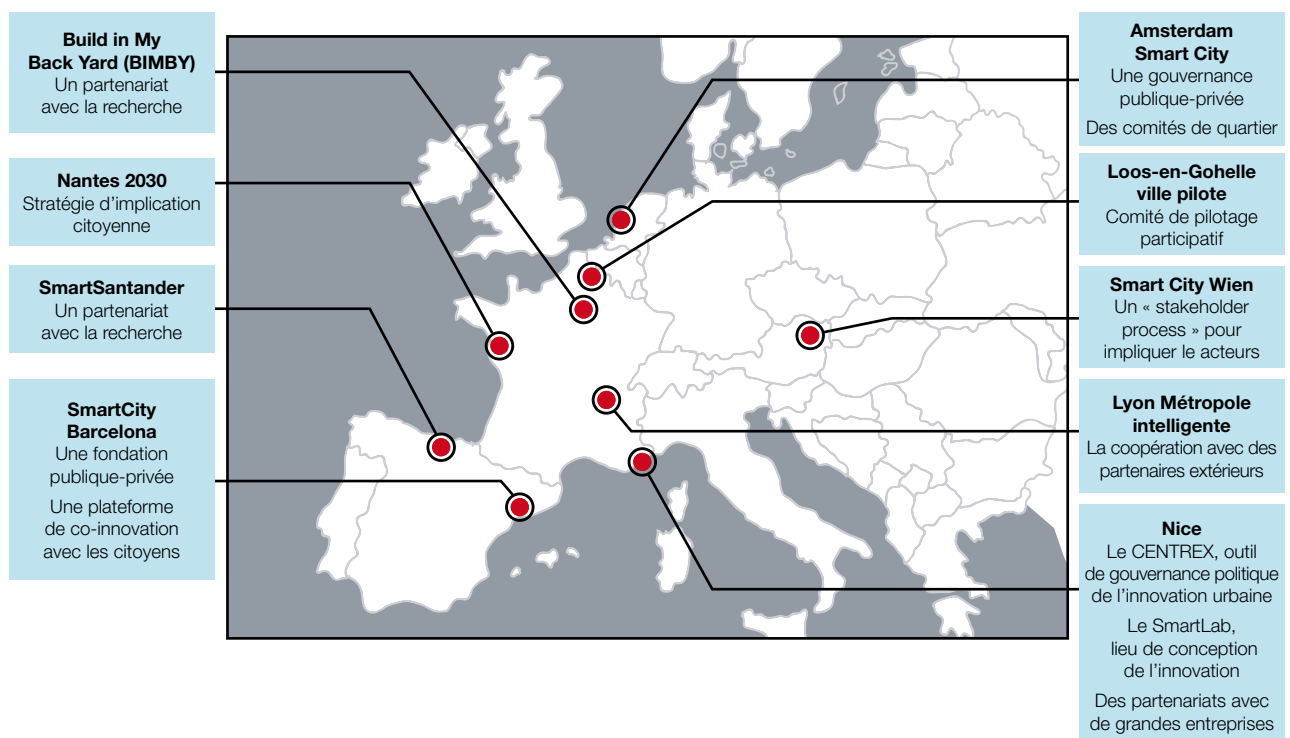 Build in My
Back Yard (BIMBY)
Un partenariat
avec la recherche
Nantes 2030
Stratégie d’implication
citoyenne
SmartSantander
Un partenariat
avec la recherche
SmartCity
Barcelona
Une fondation
publique-privée
Une plateforme
de co-innovation
avec les citoyens
Amsterdam
Smart City
Une gouvernance
publique-privée
Des comités de quartier
Loos-en-Gohelle
ville pilote
Comité de pilotage
participatif
Smart City Wien
Un « stakeholder
process » pour
impliquer le acteurs
Lyon Métropole
intelligente
La coopération avec des
partenaires extérieurs
Nice
Le CENTREX, outil
de gouvernance politique
de l’innovation urbaine
Le SmartLab,
lieu de conception
de l’innovation
Des partenariats avec
de grandes entreprises